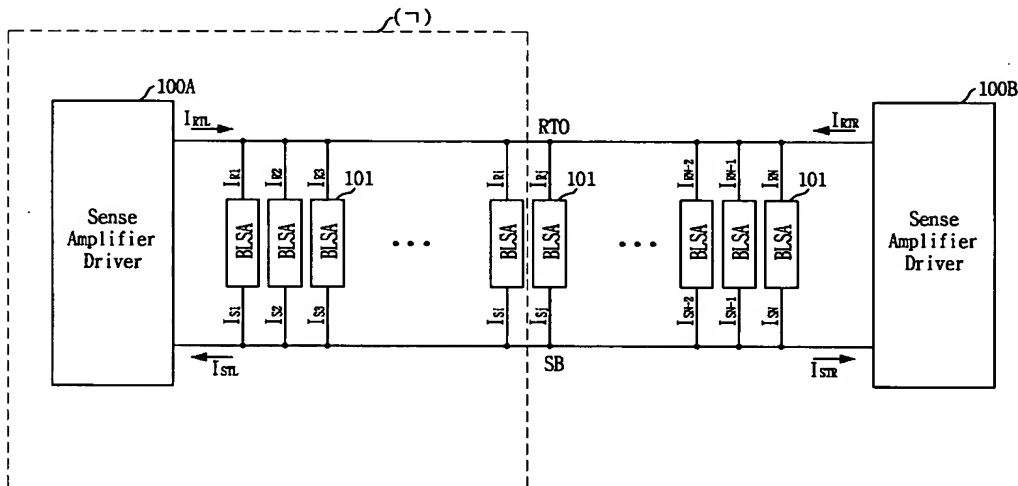 (ㄱ)
100A
100B
I_RTL
RTO
I_RTR
I_R1
I_R2
I_R3
101
I_Ri
I_Rj
101
I_RN-2
I_RN-1
I_RN
101
Sense
Amplifier
Driver
BLSA
BLSA
BLSA
...
BLSA
BLSA
...
BLSA
BLSA
BLSA
Sense
Amplifier
Driver
I_S1
I_S2
I_S3
I_Si
I_Sj
I_SN-2
I_SN-1
I_SN
I_STL
SB
I_STR